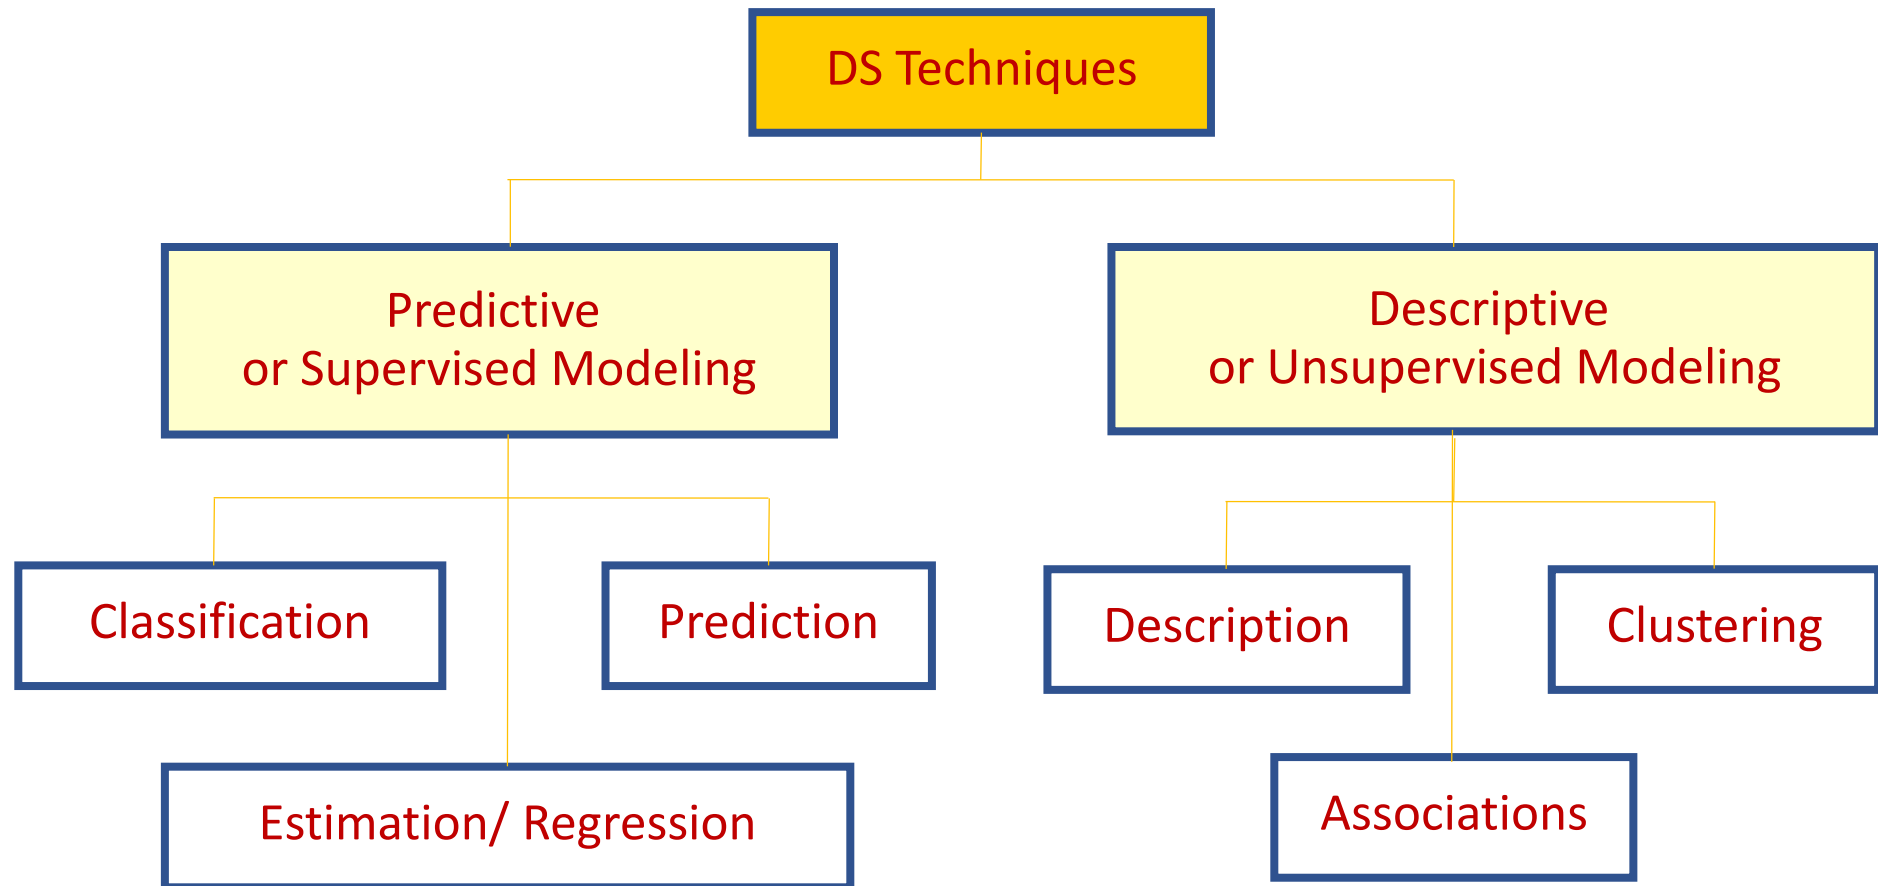 DS Techniques
Predictive
or Supervised Modeling
Descriptive
or Unsupervised Modeling
Classification
Prediction
Description
Clustering
Estimation/ Regression
Associations